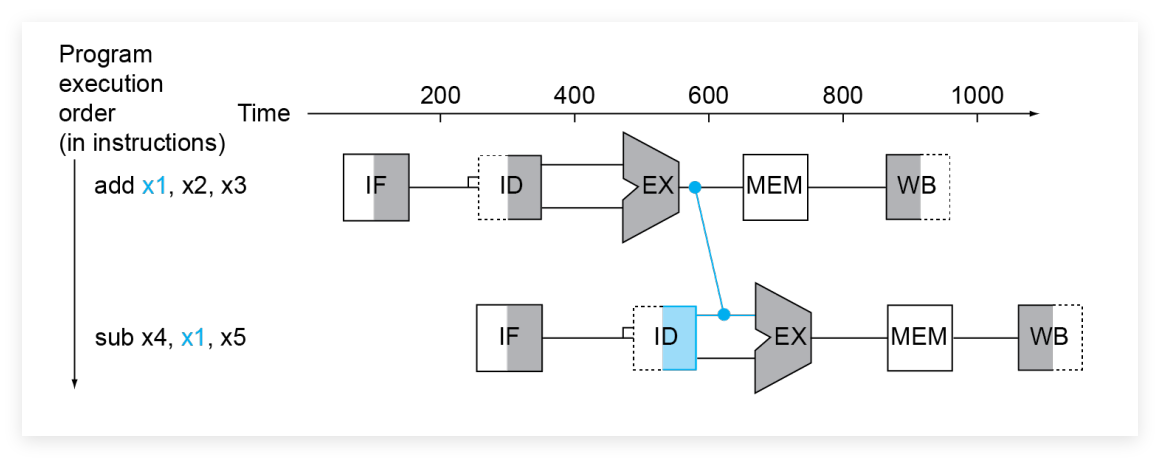 Program
execution
order
(in instructions)
Time
200 400 600 800 1000
add x1, x2, x3
IF ID EX MEM WB
sub x4, x1, x5
IF ID EX MEM WB